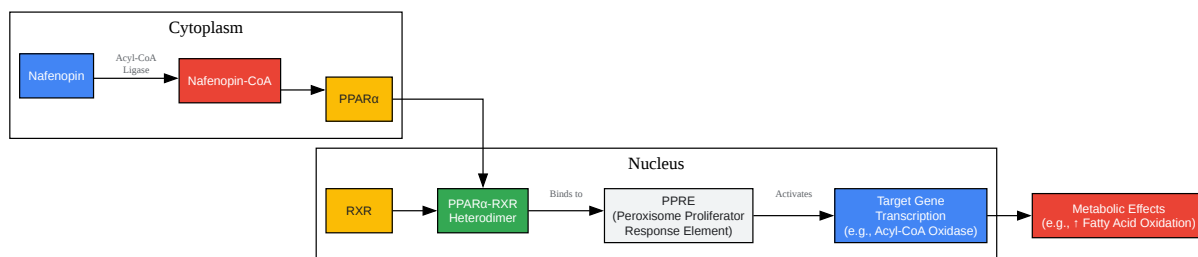 Cytoplasm
Nafenopin
Acyl-CoA
Ligase
Nafenopin-CoA
PPARα
Nucleus
RXR
PPARα-RXR
Heterodimer
Binds to
PPRE
(Peroxisome Proliferator
Response Element)
Activates
Target Gene
Transcription
(e.g., Acyl-CoA Oxidase)
Metabolic Effects
(e.g., ↑ Fatty Acid Oxidation)